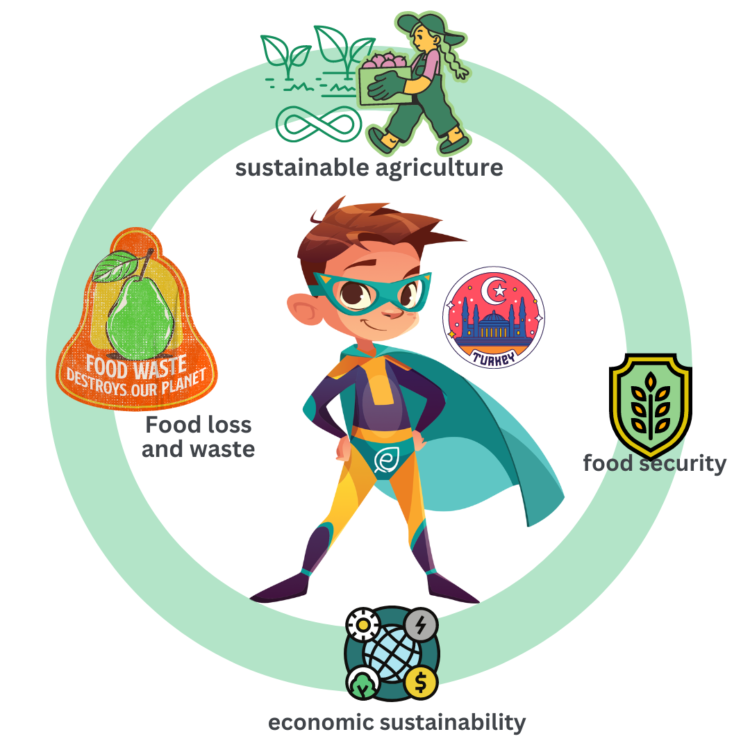 sustainable agriculture
TURKEY
FOOD WASTE
DESTROYS OUR PLANET
Food loss
and waste
food security
e
$
economic sustainability